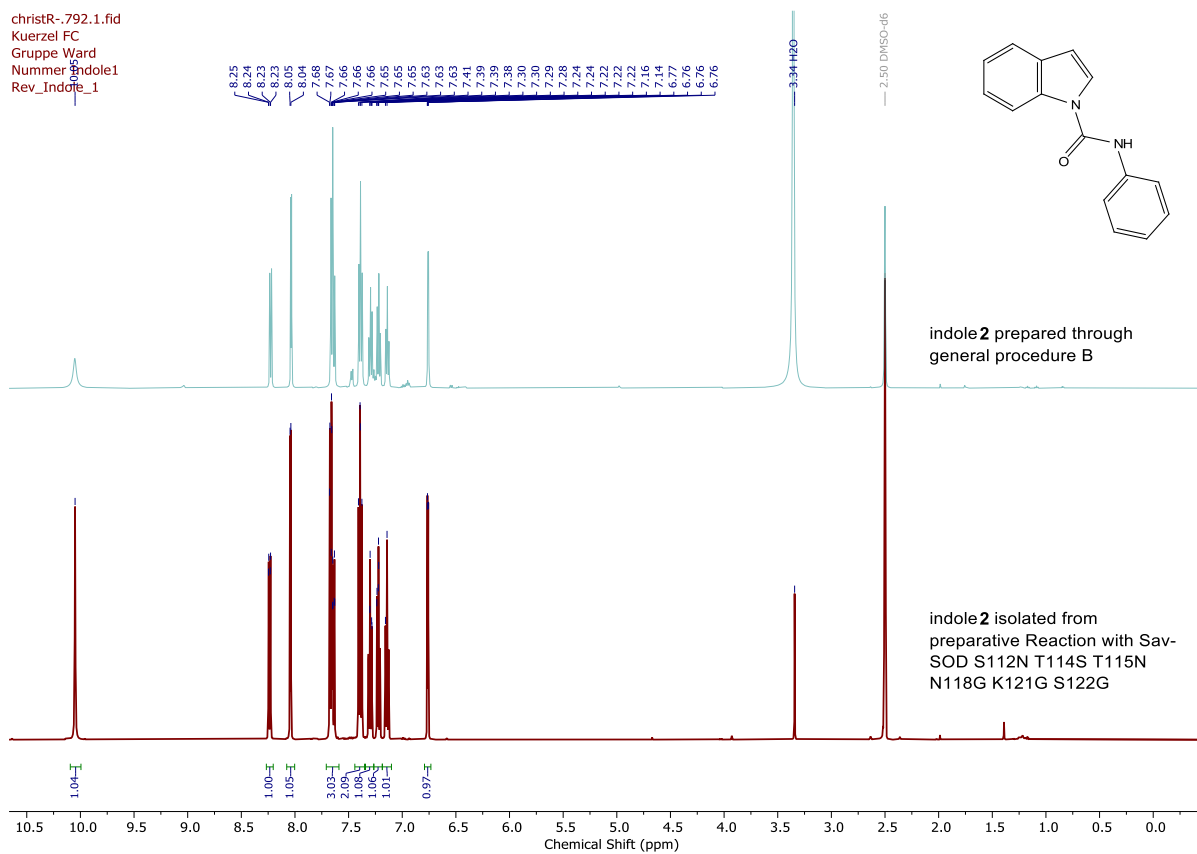 christR-.792.1.fid
Kuerzel FC
Gruppe Ward
Nummer Indole1
Rev_Indole_1
10.05
8.25
8.24
8.23
8.23
8.05
8.04
7.68
7.67
7.66
7.66
7.66
7.65
7.65
7.65
7.63
7.63
7.63
7.41
7.39
7.39
7.38
7.30
7.30
7.29
7.28
7.24
7.24
7.22
7.22
7.22
7.16
7.14
6.77
6.76
6.76
6.76
3.34 H2O
2.50 DMSO-d6
N
O
NH
indole 2 prepared through
general procedure B
indole 2 isolated from
preparative Reaction with Sav-
SOD S112N T114S T115N
N118G K121G S122G
1.04
1.00
1.05
3.03
2.09
1.08
1.06
1.01
0.97
10.5 10.0 9.5 9.0 8.5 8.0 7.5 7.0 6.5 6.0 5.5 5.0 4.5 4.0 3.5 3.0 2.5 2.0 1.5 1.0 0.5 0.0
Chemical Shift (ppm)